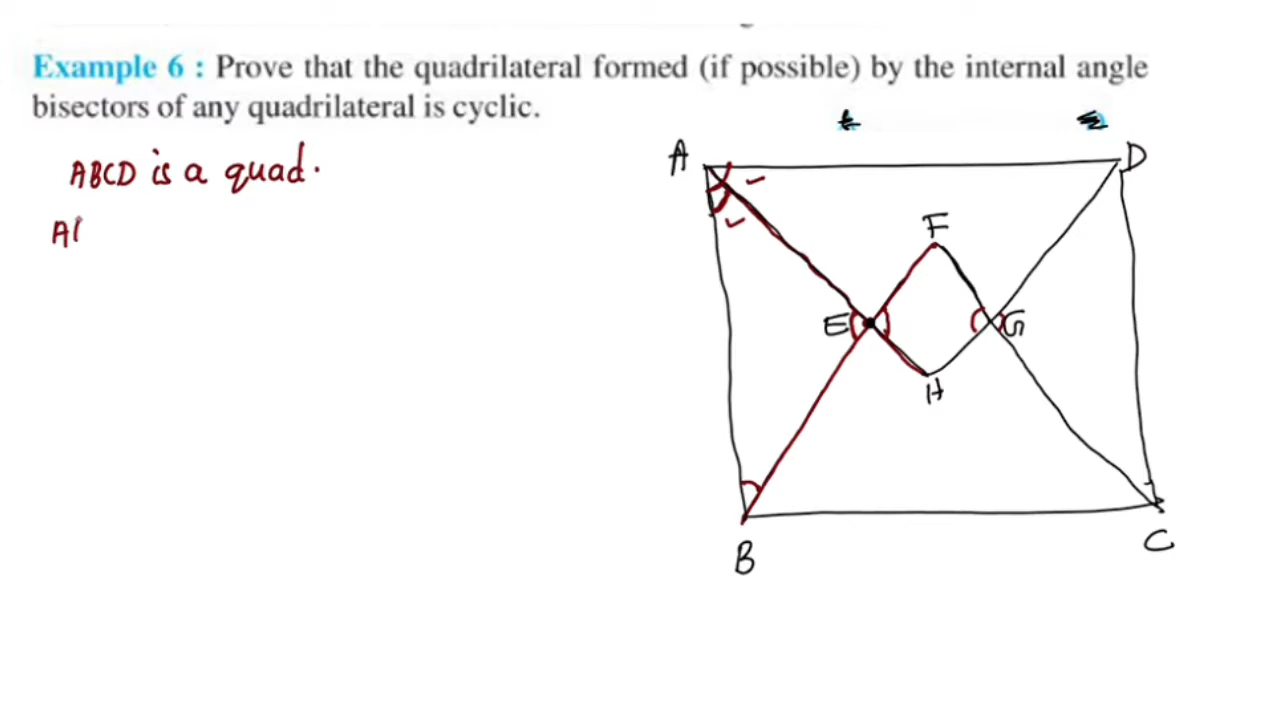 Example 6 : Prove that the quadrilateral formed (if possible) by the internal angle
bisectors of any quadrilateral is cyclic.
ABCD is a quad.
A
D
A
F
E
G
H
B
C